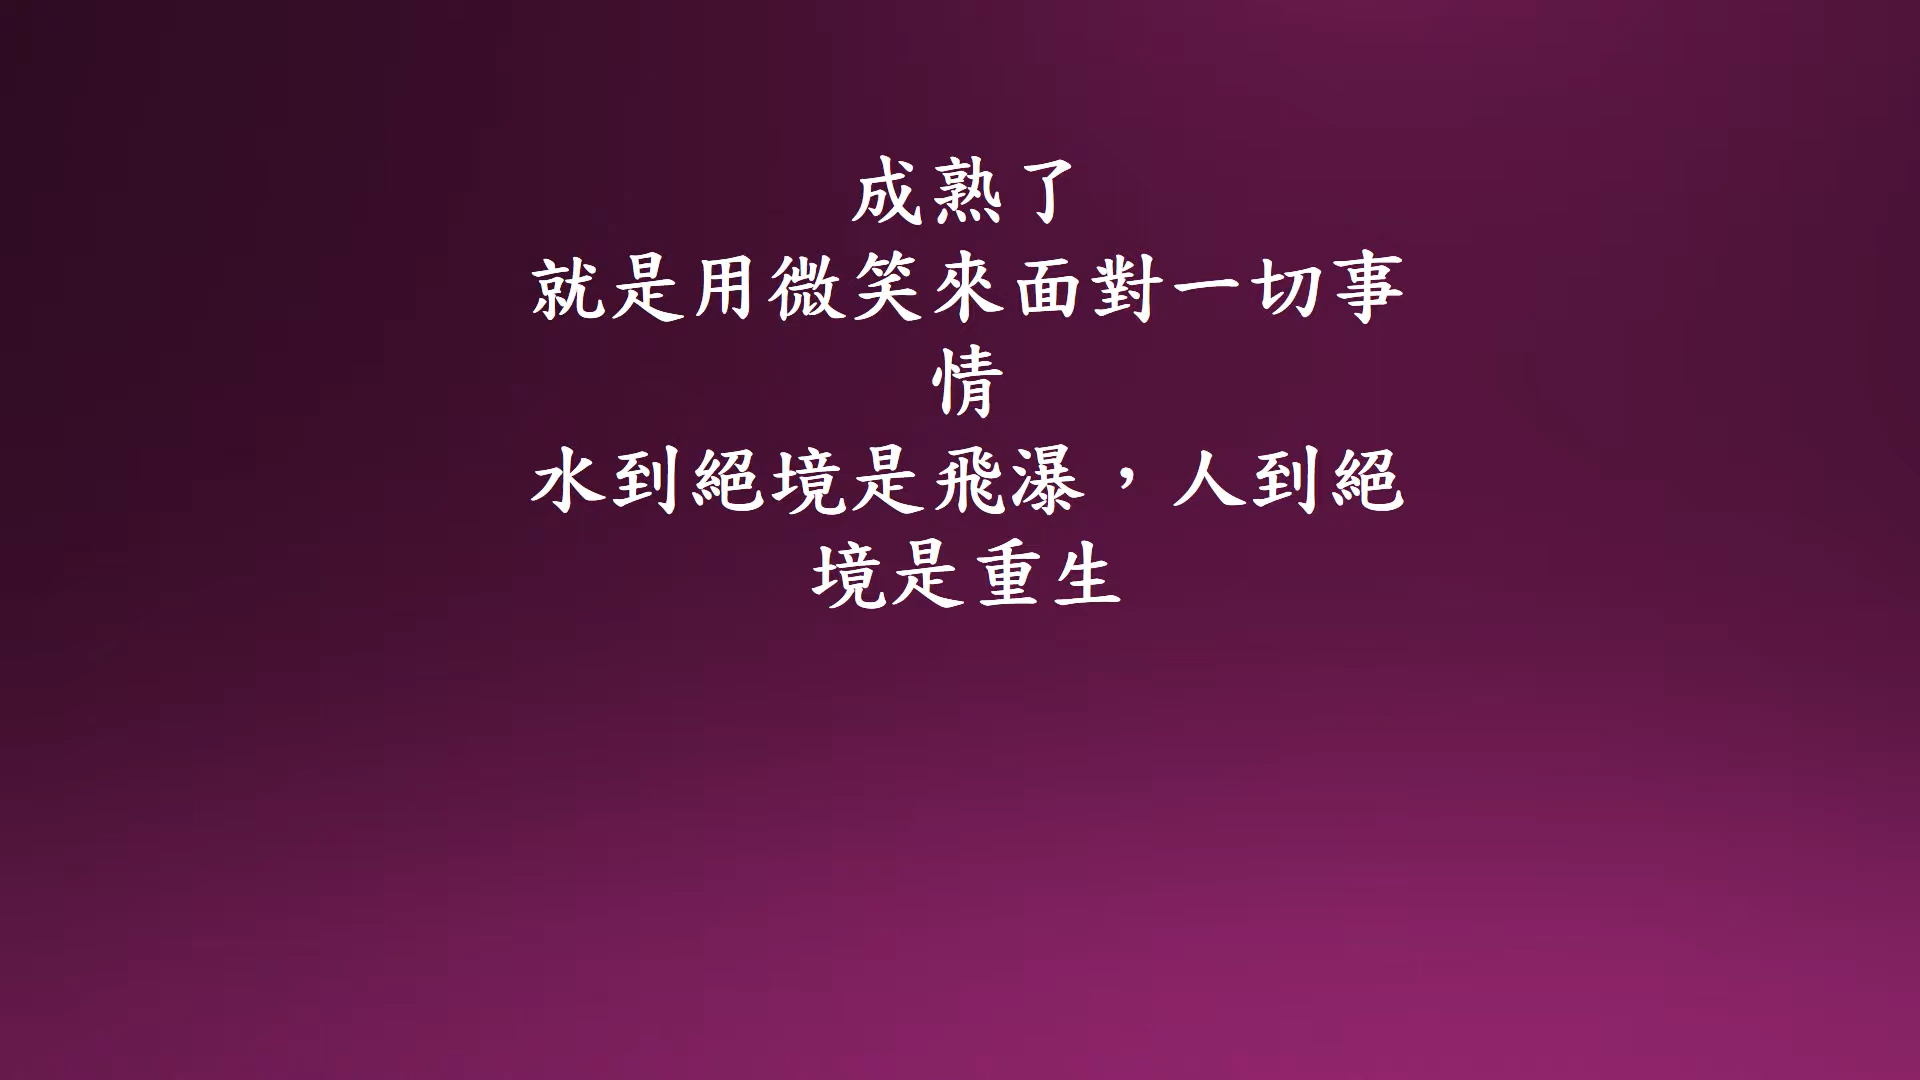 成熟了
就是用微笑來面對一切事
情
水到絕境是飛瀑，人到絕
境是重生